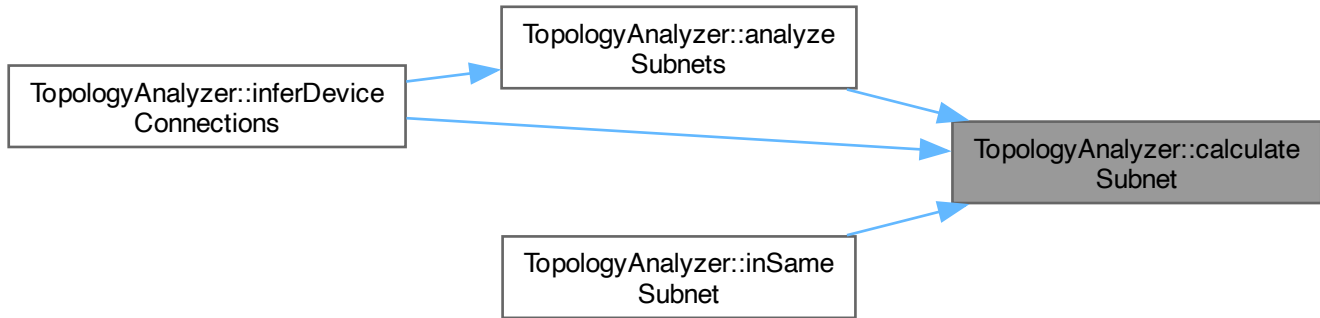 TopologyAnalyzer::analyze
Subnets
TopologyAnalyzer::inferDevice
Connections
TopologyAnalyzer::calculate
Subnet
TopologyAnalyzer::inSame
Subnet